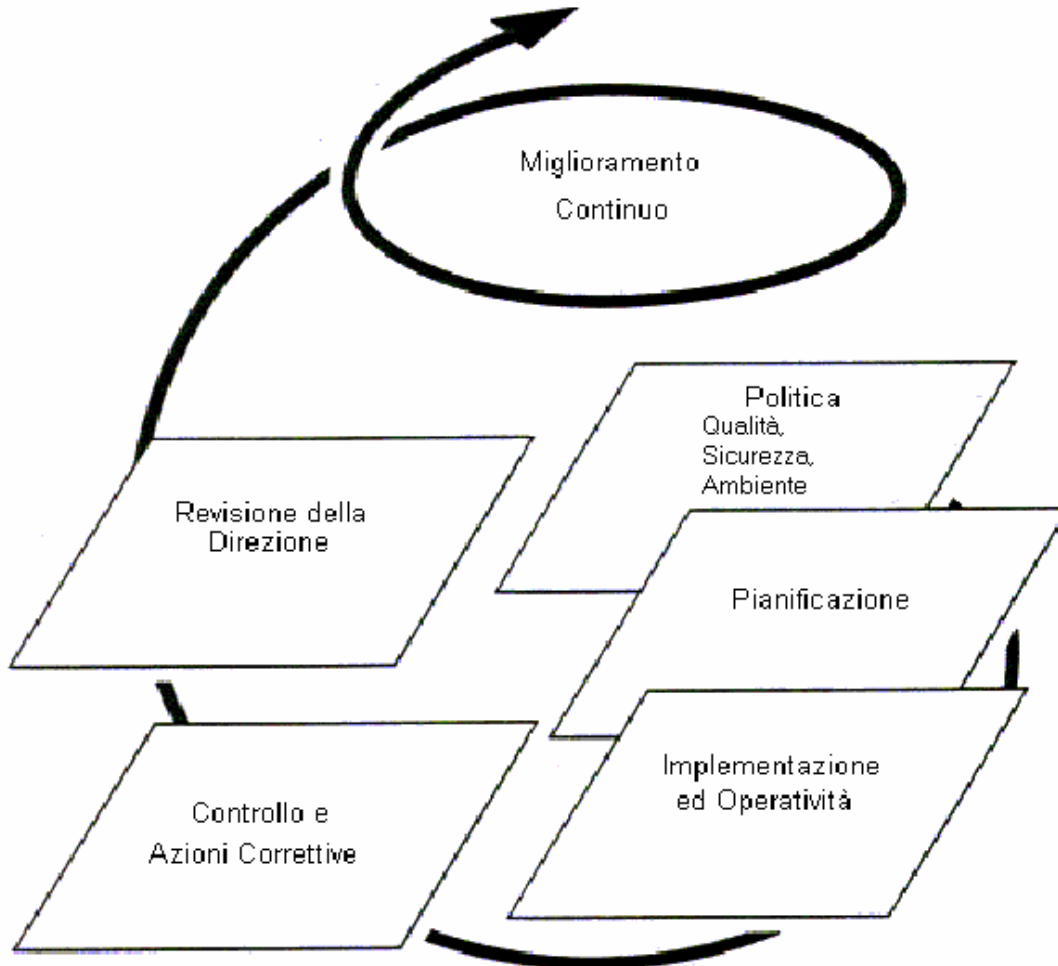 Miglioramento
Continuo
Politica
Qualità,
Sicurezza,
Ambiente
Revisione della
Direzione
Pianificazione
Implementazione
ed Operatività
Controllo e
Azioni Correttive